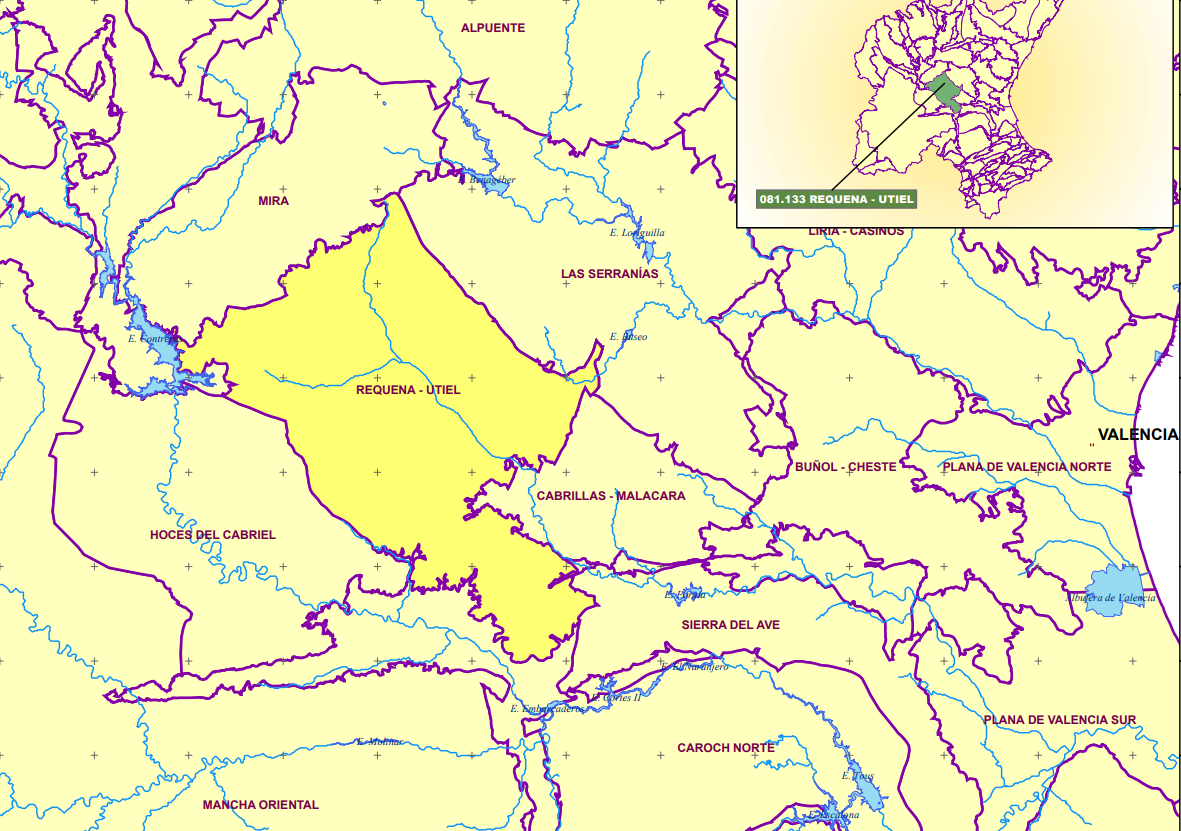 ALPUENTE
E. Benagéber
MIRA
081.133 REQUENA - UTIEL
E. Loriguilla
LIRIA - CASINOS
LAS SERRANÍAS
E. Contreras
E. Buseo
REQUENA - UTIEL
VALENCIA
BUÑOL - CHESTE
PLANA DE VALENCIA NORTE
CABRILLAS - MALACARA
HOCES DEL CABRIEL
E. Forata
Albufera de Valencia
SIERRA DEL AVE
E. El Naranjero
E. Cortes II
E. Embarcaderos
PLANA DE VALENCIA SUR
E. Molinar
CAROCH NORTE
E. Tous
MANCHA ORIENTAL
E. Escalona